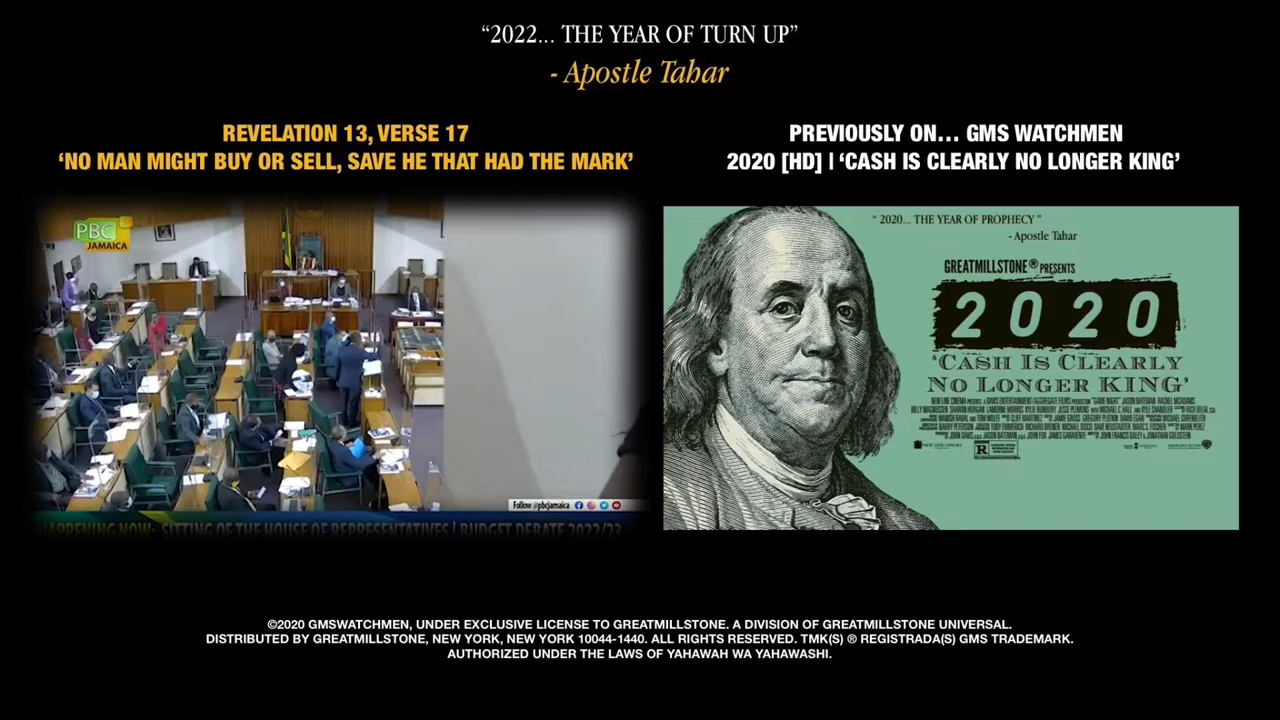 “2022... THE YEAR OF TURN UP”
- Apostle Tahar
REVELATION 13, VERSE 17
‘NO MAN MIGHT BUY OR SELL, SAVE HE THAT HAD THE MARK’
PBC
JAMAICA
Follow @pbcjamaica
APPENING NOW: SITTING OF THE HOUSE OF REPRESENTATIVES | BUDGET DEBATE 2022/23
PREVIOUSLY ON... GMS WATCHMEN
2020 [HD] | ‘CASH IS CLEARLY NO LONGER KING’
“ 2020... THE YEAR OF PROPHECY ”
- Apostle Tahar
GREATMILLSTONE® PRESENTS
2020
‘CASH IS CLEARLY
NO LONGER KING’
R
©2020 GMSWATCHMEN, UNDER EXCLUSIVE LICENSE TO GREATMILLSTONE. A DIVISION OF GREATMILLSTONE UNIVERSAL.
DISTRIBUTED BY GREATMILLSTONE, NEW YORK, NEW YORK 10044-1440. ALL RIGHTS RESERVED. TMK(S) ® REGISTRADA(S) GMS TRADEMARK.
AUTHORIZED UNDER THE LAWS OF YAHAWAH WA YAHAWASHI.